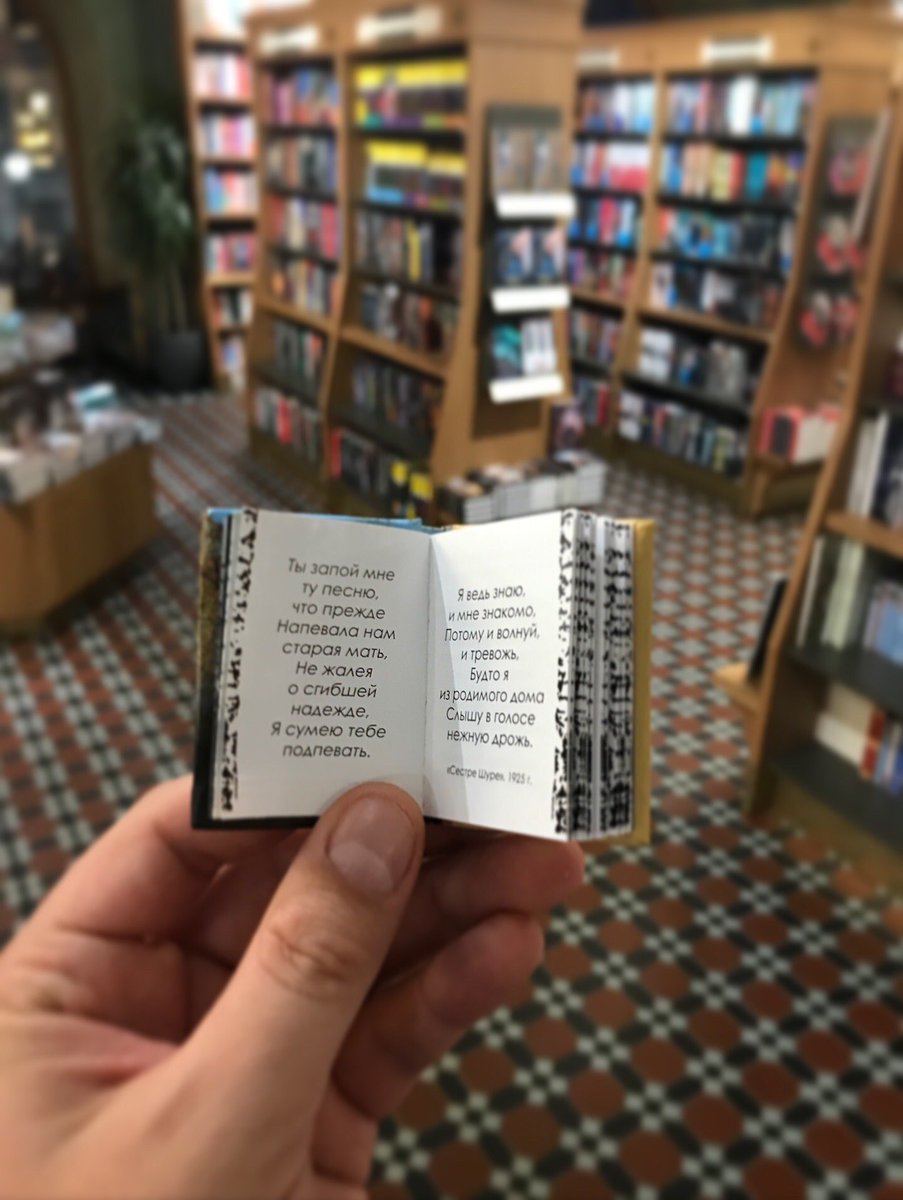 Ты запой мне
ту песню,
что прежде
Напевала нам
старая мать,
Не жалея
о сгибшей
надежде,
Я сумею тебе
подпевать.
Я ведь знаю,
и мне знакомо,
Потому и волнуй,
и тревожь,
Будто я
из родимого дома
Слышу в голосе
нежную дрожь.
«Сестре Шуре», 1925 г.